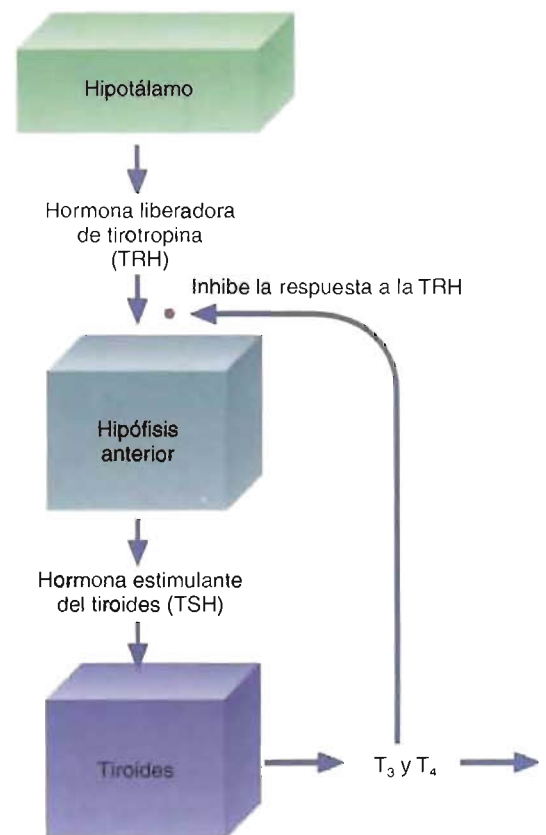 Hipotálamo
Hormona liberadora
de tirotropina
(TRH)
Inhibe la respuesta a la TRH
Hipófisis
anterior
Hormona estimulante
del tiroides (TSH)
Tiroides
T₃ y T₄